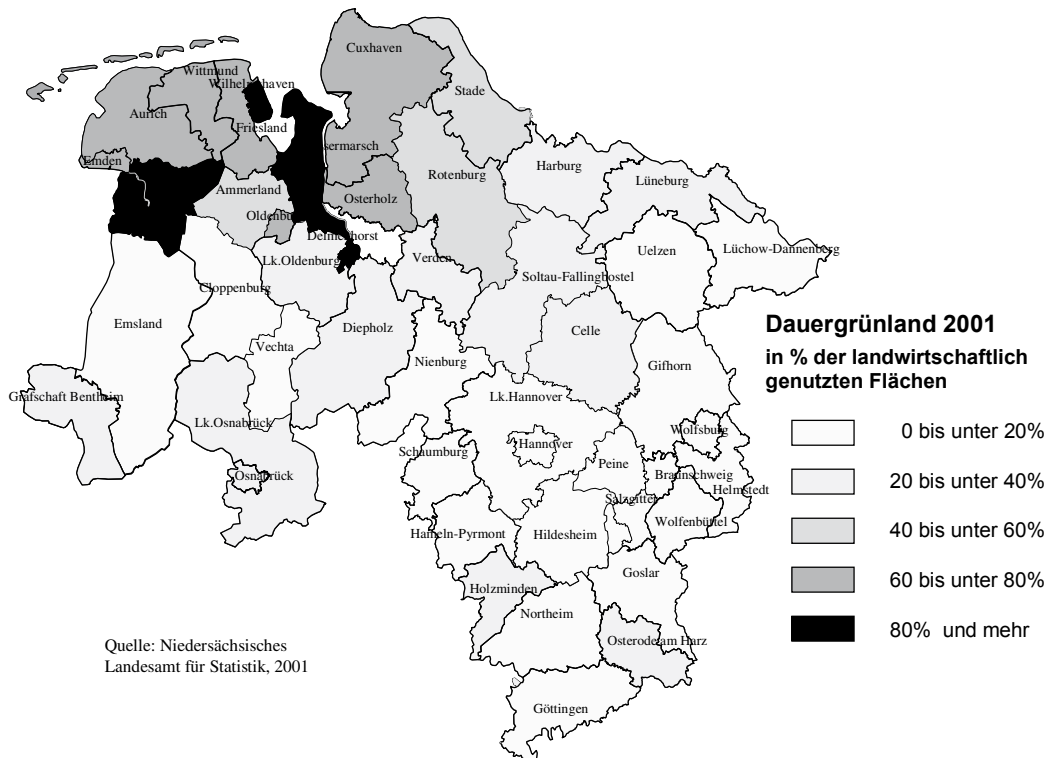 Cuxhaven
Wittmund
Wilhelmshaven
Stade
Aurich
Friesland
sermarsch
Emden
Harburg
Rotenburg
Lüneburg
Ammerland
Osterholz
Oldenburg
Delmenhorst
Uelzen
Lüchow-Dannenberg
Lk.Oldenburg
Verden
Soltau-Fallingbostel
Cloppenburg
Emsland
Diepholz
Celle
Vechta
Nienburg
Gifhorn
Grafschaft Bentheim
Lk.Hannover
Lk.Osnabrück
Wolfsburg
Hannover
Schaumburg
Peine
Osnabrück
Braunschweig
Helmstedt
Salzgitter
Wolfenbüttel
Hameln-Pyrmont
Hildesheim
Goslar
Holzminden
Northeim
Osterode am Harz
Göttingen
Dauergrünland 2001
in % der landwirtschaftlich
genutzten Flächen
0 bis unter 20%
20 bis unter 40%
40 bis unter 60%
60 bis unter 80%
80% und mehr
Quelle: Niedersächsisches
Landesamt für Statistik, 2001